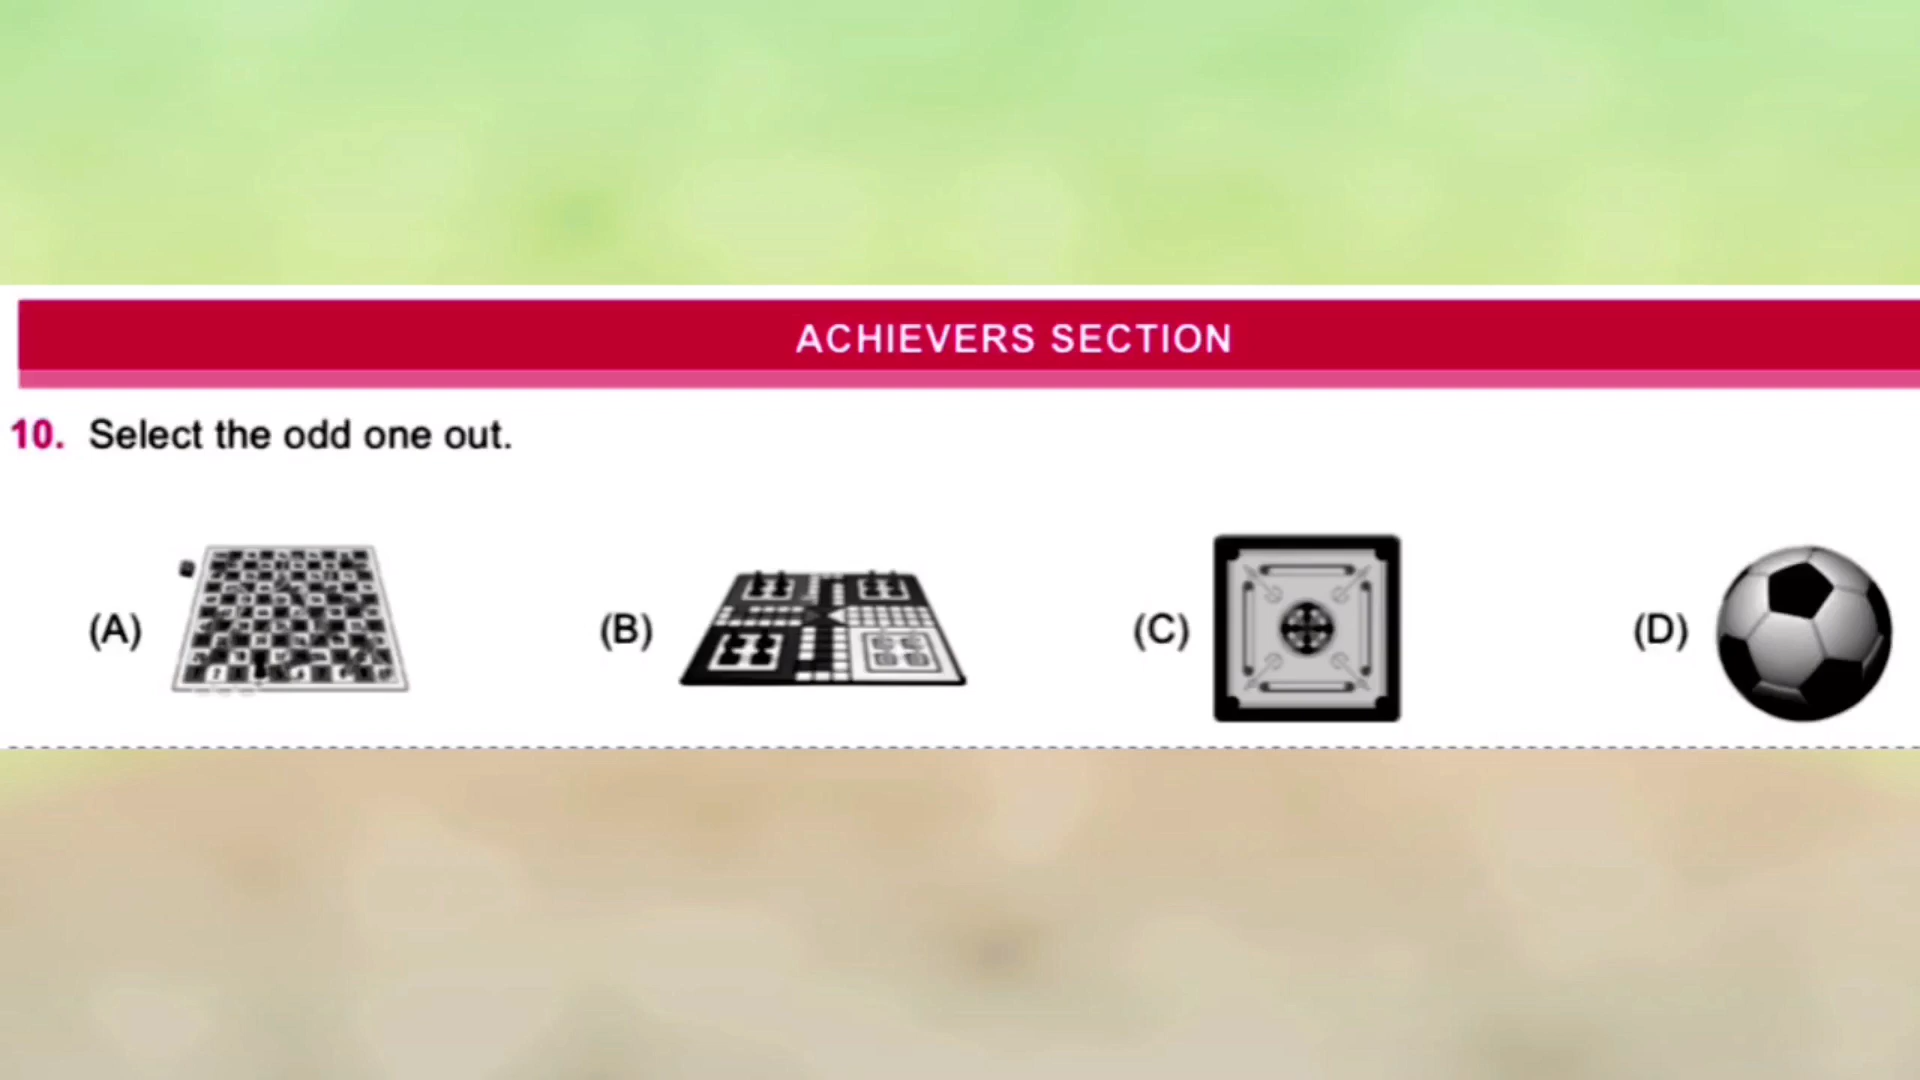 ACHIEVERS SECTION
10. Select the odd one out.
(A) (B) (C) (D)